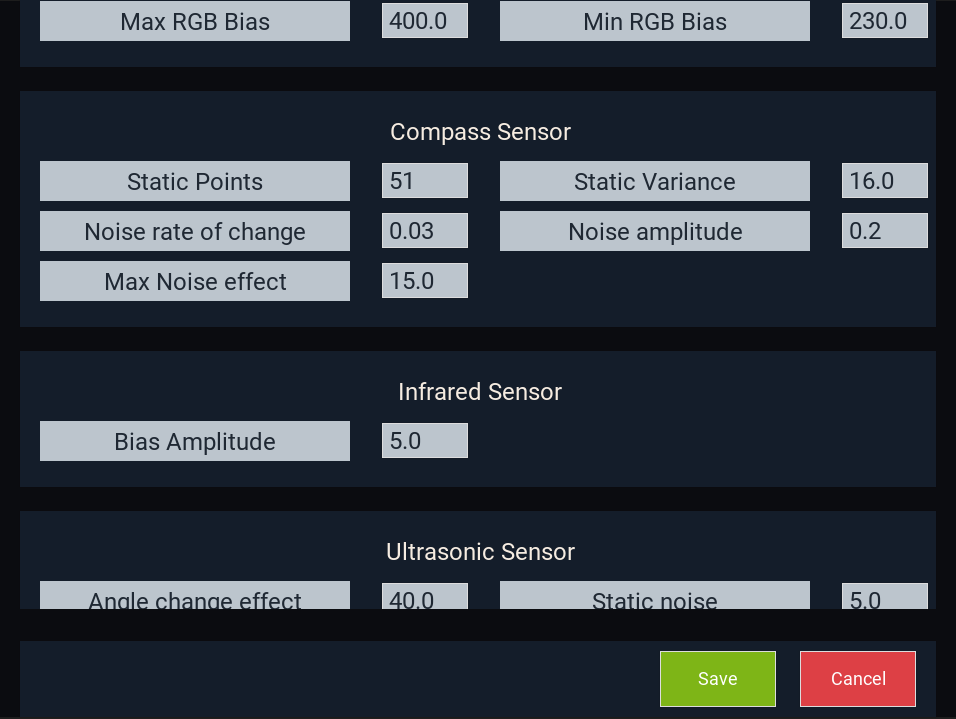 Max RGB Bias 400.0 Min RGB Bias 230.0
Compass Sensor
Static Points 51 Static Variance 16.0
Noise rate of change 0.03 Noise amplitude 0.2
Max Noise effect 15.0
Infrared Sensor
Bias Amplitude 5.0
Ultrasonic Sensor
Angle change effect 40.0 Static noise 5.0
Save Cancel